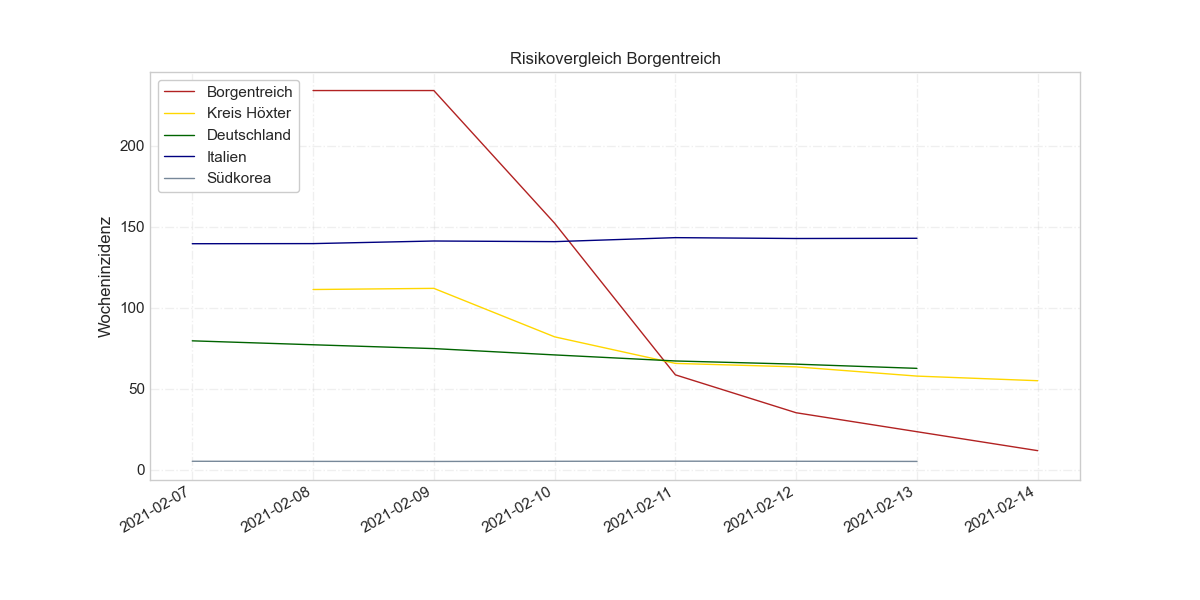 Risikovergleich Borgentreich
Borgentreich
Kreis Höxter
Deutschland
Italien
Südkorea
Wocheninzidenz
200
150
100
50
0
2021-02-07
2021-02-08
2021-02-09
2021-02-10
2021-02-11
2021-02-12
2021-02-13
2021-02-14